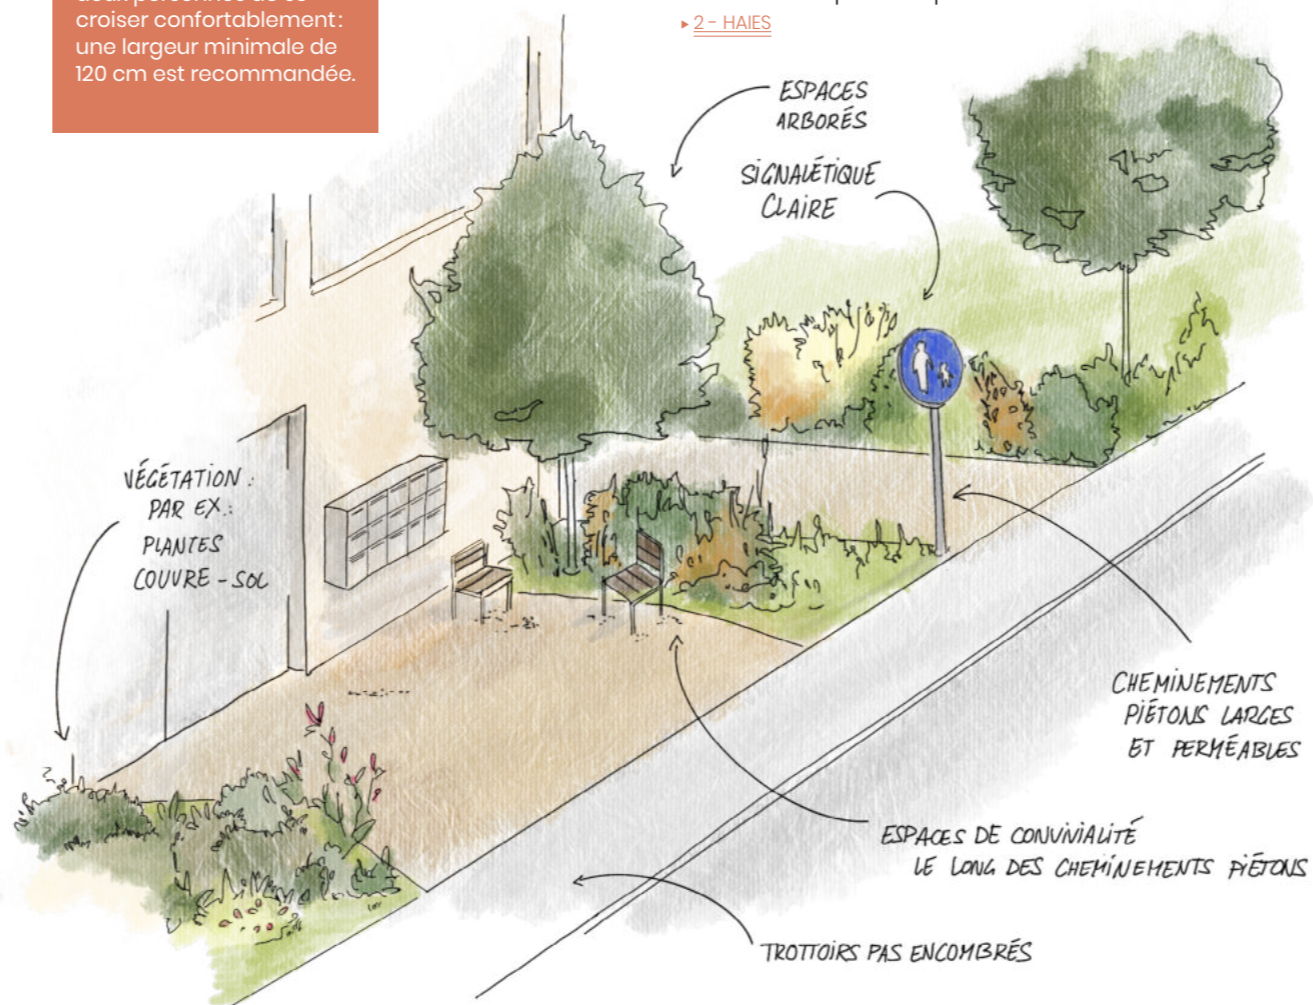 croiser confortablement :
une largeur minimale de
120 cm est recommandée.
▸ 2 – HAIES
ESPACES
ARBORÉS
SIGNALÉTIQUE
CLAIRE
VÉGÉTATION :
PAR EX. :
PLANTES
COUVRE-SOL
CHEMINEMENTS
PIÉTONS LARGES
ET PERMÉABLES
ESPACES DE CONVIVIALITÉ
LE LONG DES CHEMINEMENTS PIÉTONS
TROTTOIRS PAS ENCOMBRÉS